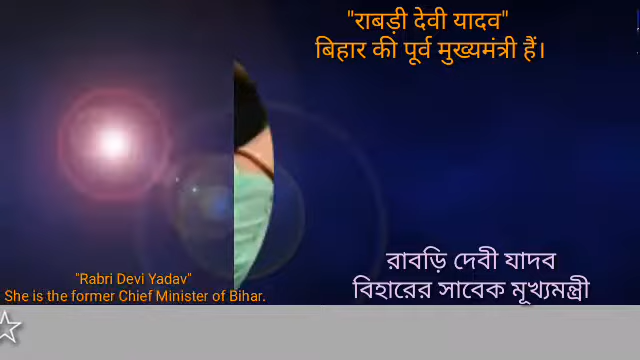 "राबड़ी देवी यादव"
बिहार की पूर्व मुख्यमंत्री हैं।
রাবড়ি দেবী যাদব
বিহারের সাবেক মূখ্যমন্ত্রী
"Rabri Devi Yadav"
She is the former Chief Minister of Bihar.